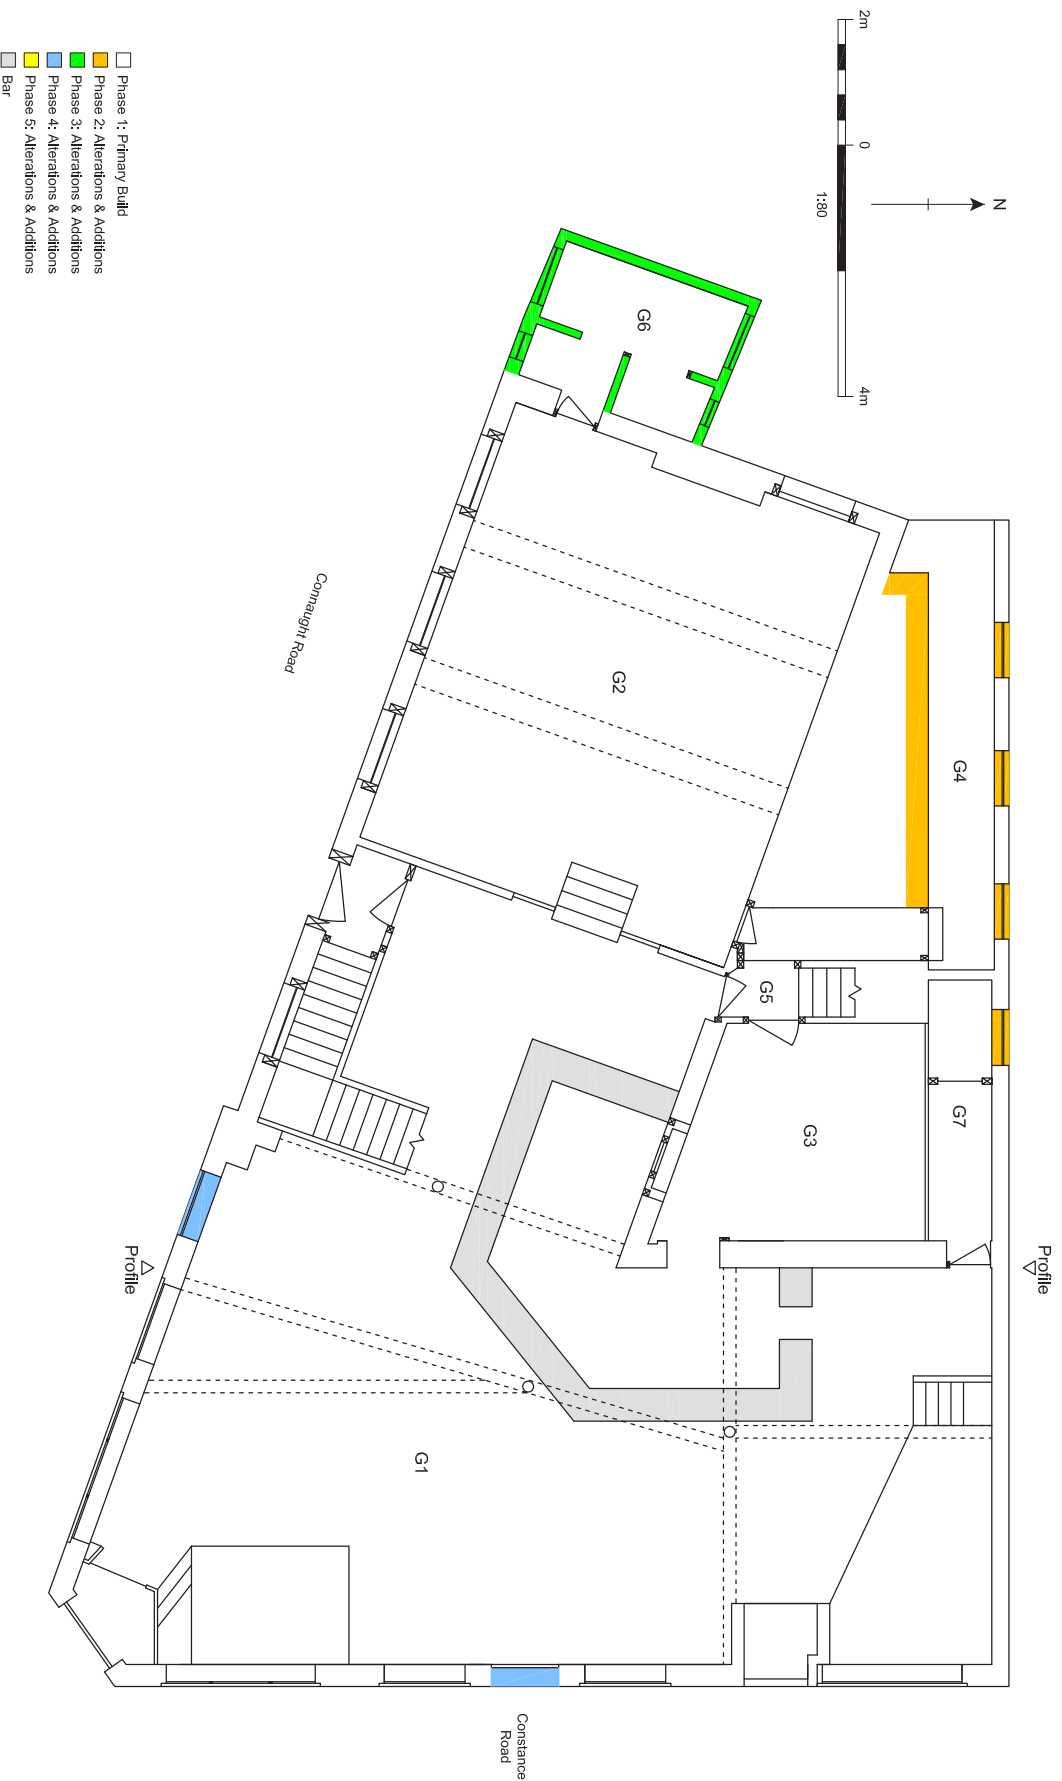 Phase 1: Primary Build
Phase 2: Alterations & Additions
Phase 3: Alterations & Additions
Phase 4: Alterations & Additions
Phase 5: Alterations & Additions
Bar
2m
0
4m
1:80
N
G6
G2
G4
G5
G3
G7
G1
Connaught Road
Profile
Profile
Constance
Road